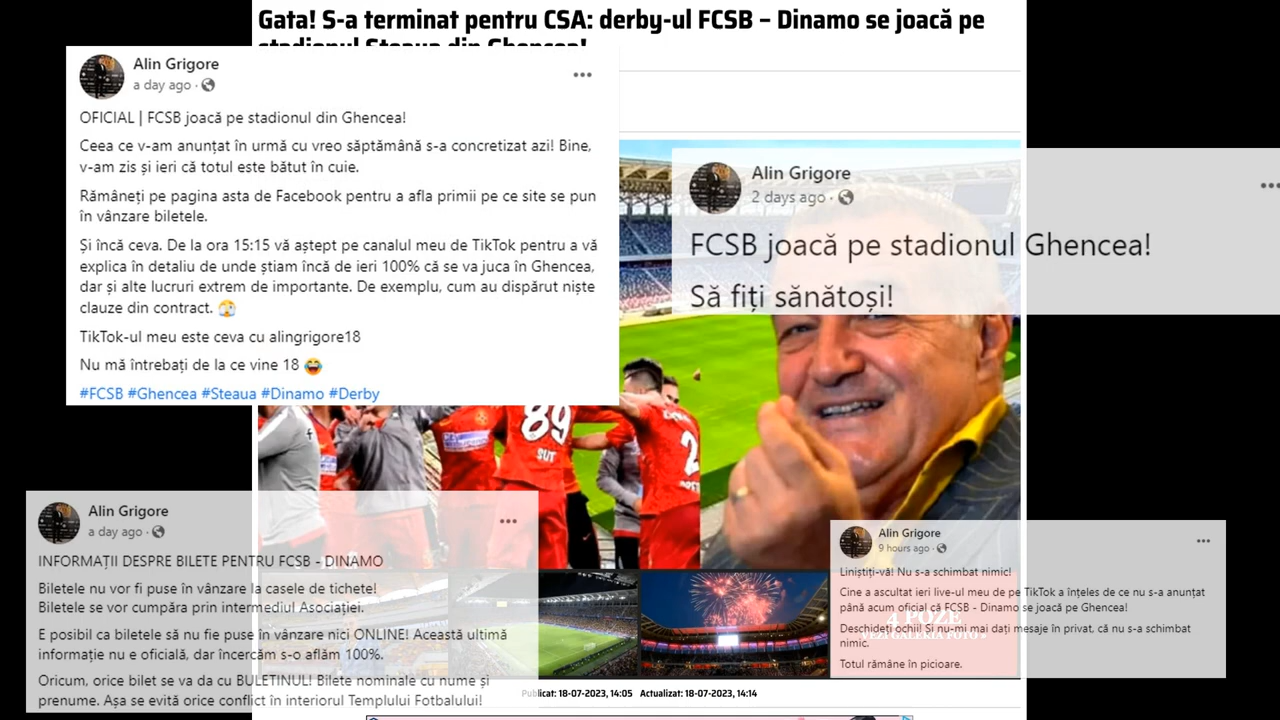 Gata! S-a terminat pentru CSA: derby-ul FCSB – Dinamo se joacă pe
stadionul Steaua din Ghencea!
Alin Grigore
a day ago
OFICIAL | FCSB joacă pe stadionul din Ghencea!
Ceea ce v-am anunțat în urmă cu vreo săptămână s-a concretizat azi! Bine,
v-am zis și ieri că totul este bătut în cuie.
Rămâneți pe pagina asta de Facebook pentru a afla primii pe ce site se pun
în vânzare biletele.
Și încă ceva. De la ora 15:15 vă aștept pe canalul meu de TikTok pentru a vă
explica în detaliu de unde știam încă de ieri 100% că se va juca în Ghencea,
dar și alte lucruri extrem de importante. De exemplu, cum au dispărut niște
clauze din contract. 🫣
TikTok-ul meu este ceva cu alingrigore18
Nu mă întrebați de la ce vine 18 😂
#FCSB #Ghencea #Steaua #Dinamo #Derby
Alin Grigore
2 days ago
FCSB joacă pe stadionul Ghencea!
Să fiți sănătoși!
89
ȘUT
2
Alin Grigore
a day ago
INFORMAȚII DESPRE BILETE PENTRU FCSB - DINAMO
Biletele nu vor fi puse în vânzare la casele de tichete!
Biletele se vor cumpăra prin intermediul Asociației.
E posibil ca biletele să nu fie puse în vânzare nici ONLINE! Această ultimă
informație nu e oficială, dar încercăm s-o aflăm 100%.
Oricum, orice bilet se va da cu BULETINUL! Bilete nominale cu nume și
prenume. Așa se evită orice conflict în interiorul Templului Fotbalului!
Alin Grigore
9 hours ago
Liniștiți-vă! Nu s-a schimbat nimic!
Cine a ascultat ieri live-ul meu de pe TikTok a înțeles de ce nu s-a anunțat
până acum oficial că FCSB - Dinamo se joacă pe Ghencea!
Deschideți ochii! Și nu-mi mai dați mesaje în privat, că nu s-a schimbat
nimic.
Totul rămâne în picioare.
4 POZE
VEZI GALERIA FOTO »
Publicat: 18-07-2023, 14:05 Actualizat: 18-07-2023, 14:14